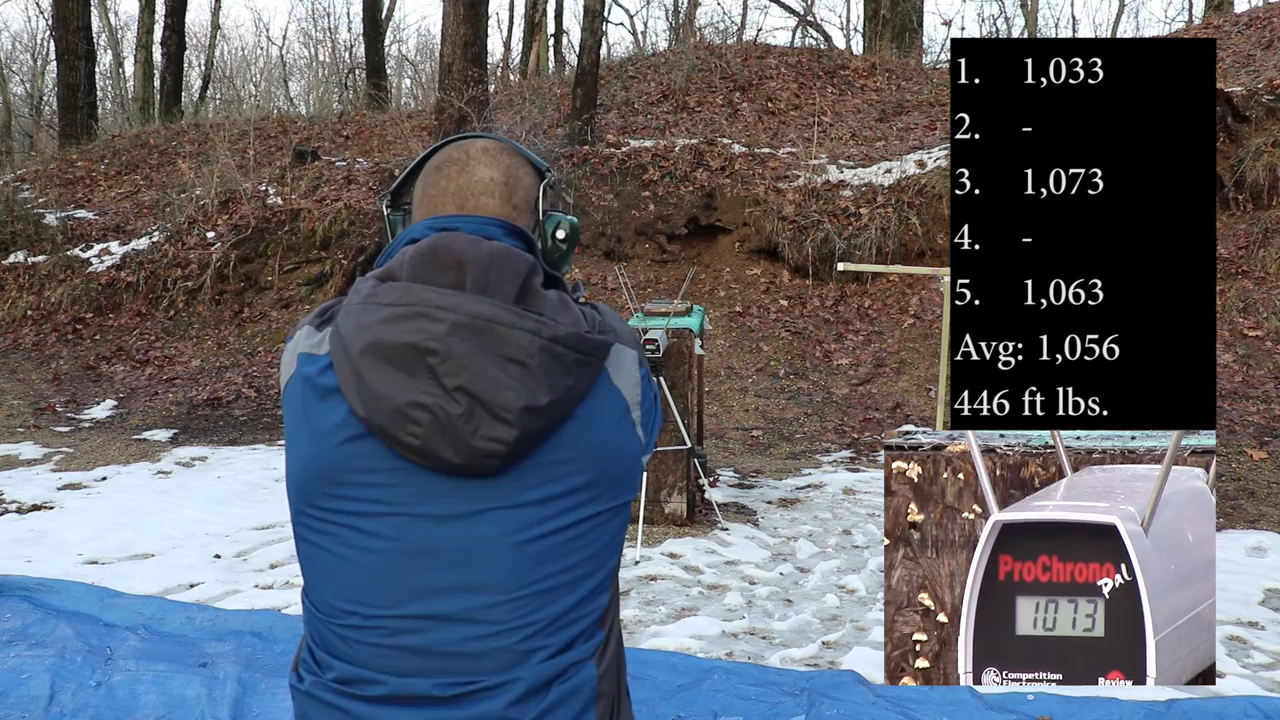 1. 1,033
2. -
3. 1,073
4. -
5. 1,063
Avg: 1,056
446 ft lbs.
ProChrono
Pal
1073
Competition
Electronics
Review